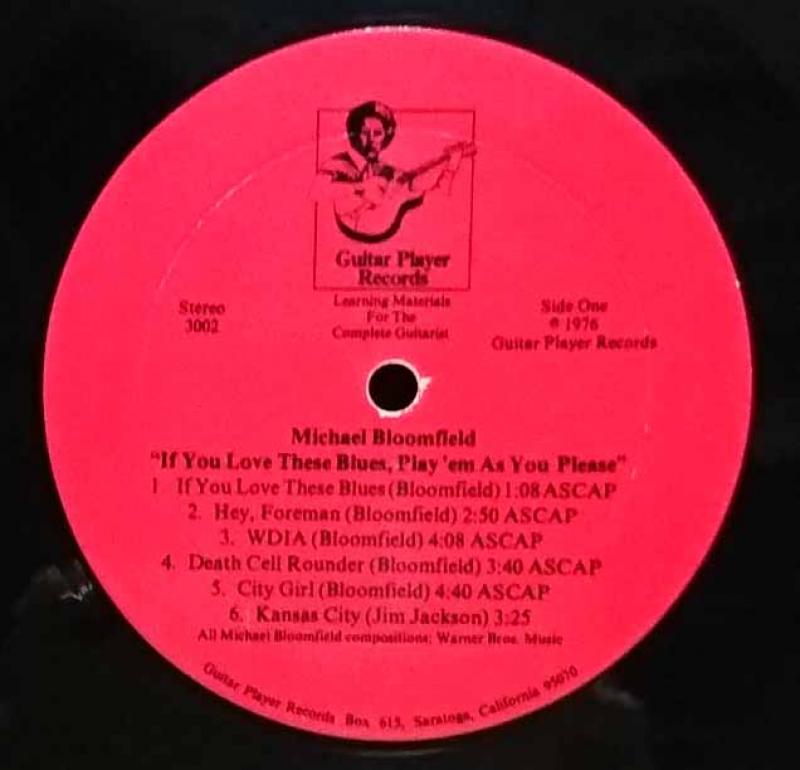 Guitar Player
Records
Learning Materials
For The
Complete Guitarist
Stereo
3002
Side One
℗ 1976
Guitar Player Records
Michael Bloomfield
"If You Love These Blues, Play 'em As You Please"
1 If You Love These Blues (Bloomfield) 1:08 ASCAP
2. Hey, Foreman (Bloomfield) 2:50 ASCAP
3. WDIA (Bloomfield) 4:08 ASCAP
4. Death Cell Rounder (Bloomfield) 3:40 ASCAP
5. City Girl (Bloomfield) 4:40 ASCAP
6. Kansas City (Jim Jackson) 3:25
All Michael Bloomfield compositions: Warner Bros. Music
Guitar Player Records Box 615, Saratoga, California 95070